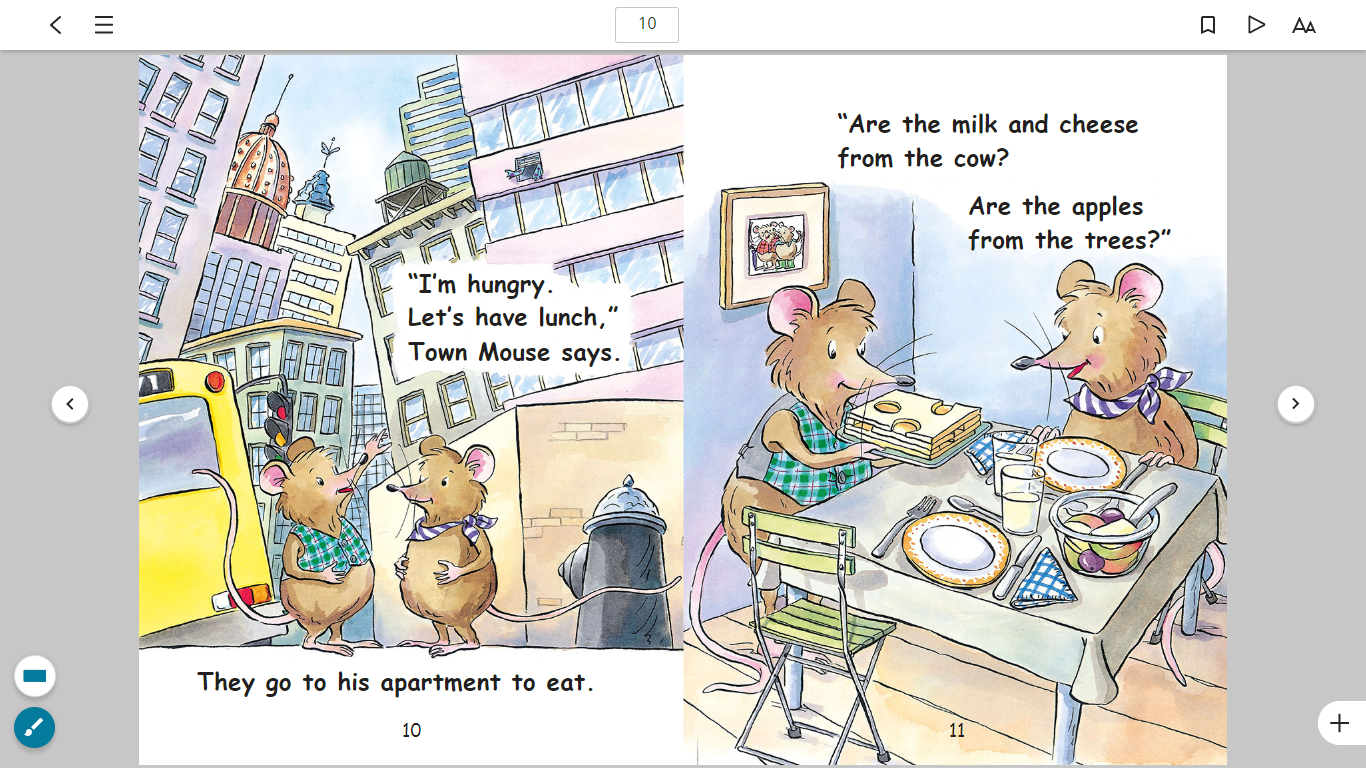 10
“I’m hungry.
Let’s have lunch,”
Town Mouse says.
1
They go to his apartment to eat.
10
“Are the milk and cheese
from the cow?
Are the apples
from the trees?”
11